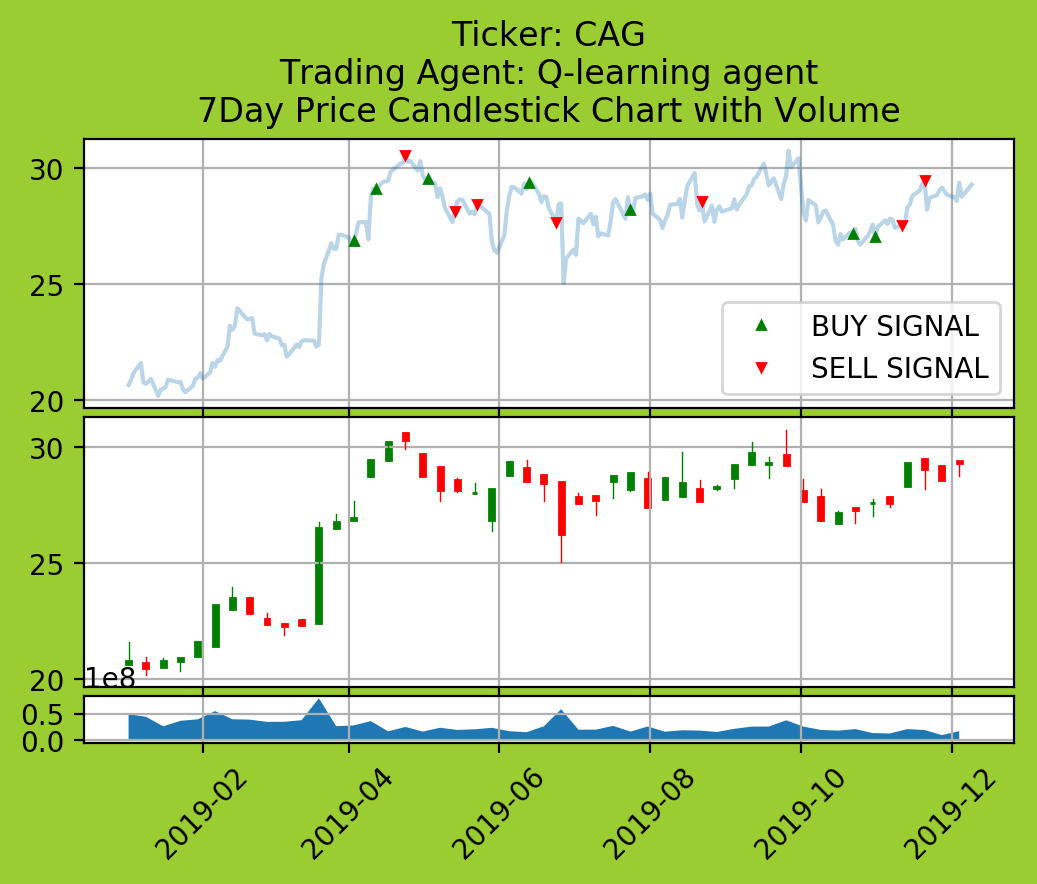 Ticker: CAG
Trading Agent: Q-learning agent
7Day Price Candlestick Chart with Volume
30
25
20
BUY SIGNAL
SELL SIGNAL
30
25
20
1e8
0.5
0.0
2019-02
2019-04
2019-06
2019-08
2019-10
2019-12